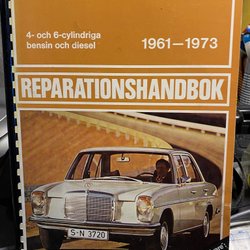 4- och 6-cylindriga
bensin och diesel
1961—1973
REPARATIONSHANDBOK
S-N 3720